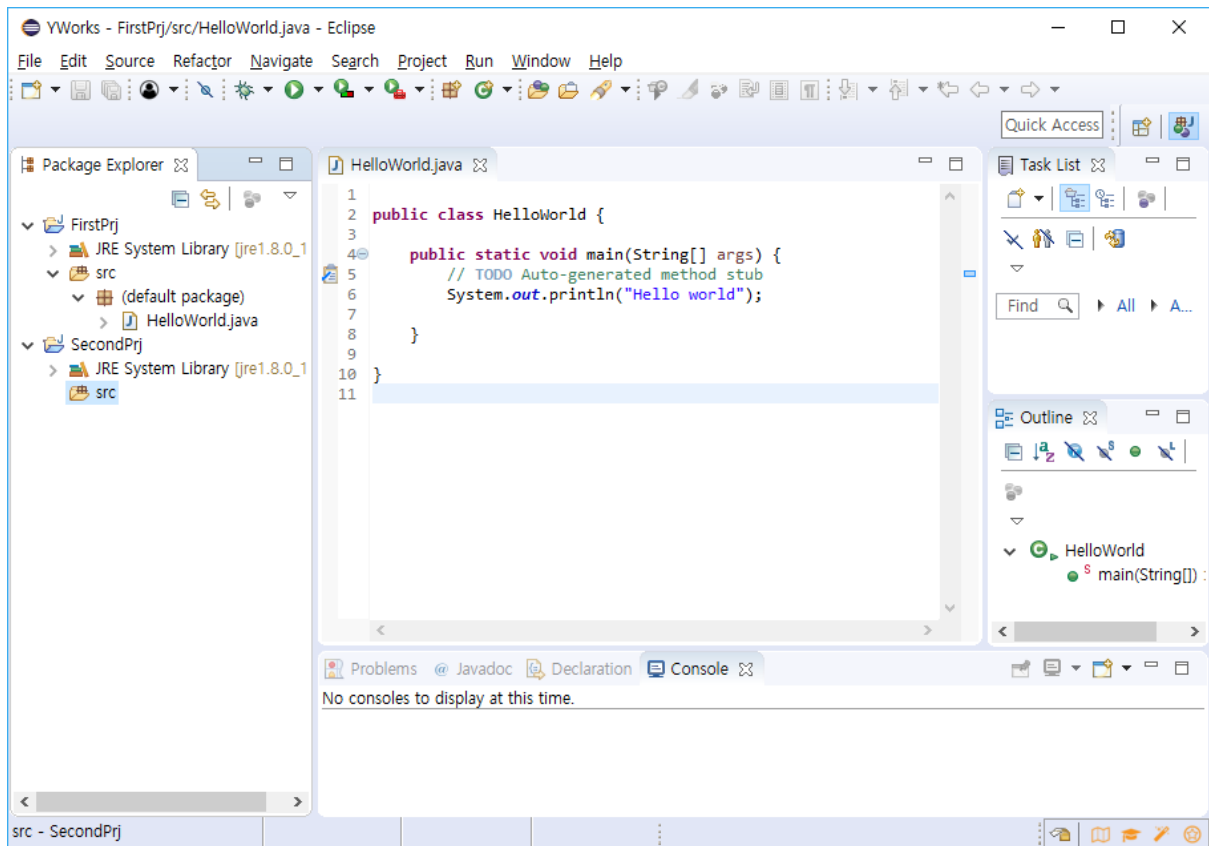 YWorks - FirstPrj/src/HelloWorld.java - Eclipse
File Edit Source Refactor Navigate Search Project Run Window Help
Quick Access
Package Explorer
FirstPrj
JRE System Library [jre1.8.0_1
src
(default package)
HelloWorld.java
SecondPrj
JRE System Library [jre1.8.0_1
src
HelloWorld.java
1
2 public class HelloWorld {
3
4 public static void main(String[] args) {
5 // TODO Auto-generated method stub
6 System.out.println("Hello world");
7
8 }
9
10 }
11
Task List
Find All A...
Outline
HelloWorld
main(String[]) :
Problems @ Javadoc Declaration Console
No consoles to display at this time.
src - SecondPrj